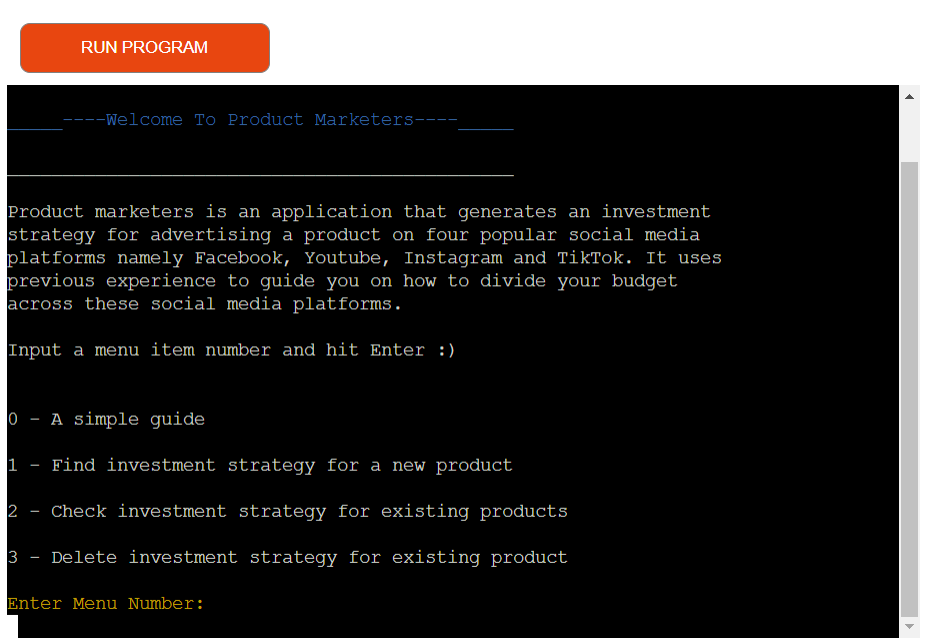 RUN PROGRAM
_____----Welcome To Product Marketers----_____
______________________________________________
Product marketers is an application that generates an investment
strategy for advertising a product on four popular social media
platforms namely Facebook, Youtube, Instagram and TikTok. It uses
previous experience to guide you on how to divide your budget
across these social media platforms.
Input a menu item number and hit Enter :)
0 - A simple guide
1 - Find investment strategy for a new product
2 - Check investment strategy for existing products
3 - Delete investment strategy for existing product
Enter Menu Number: